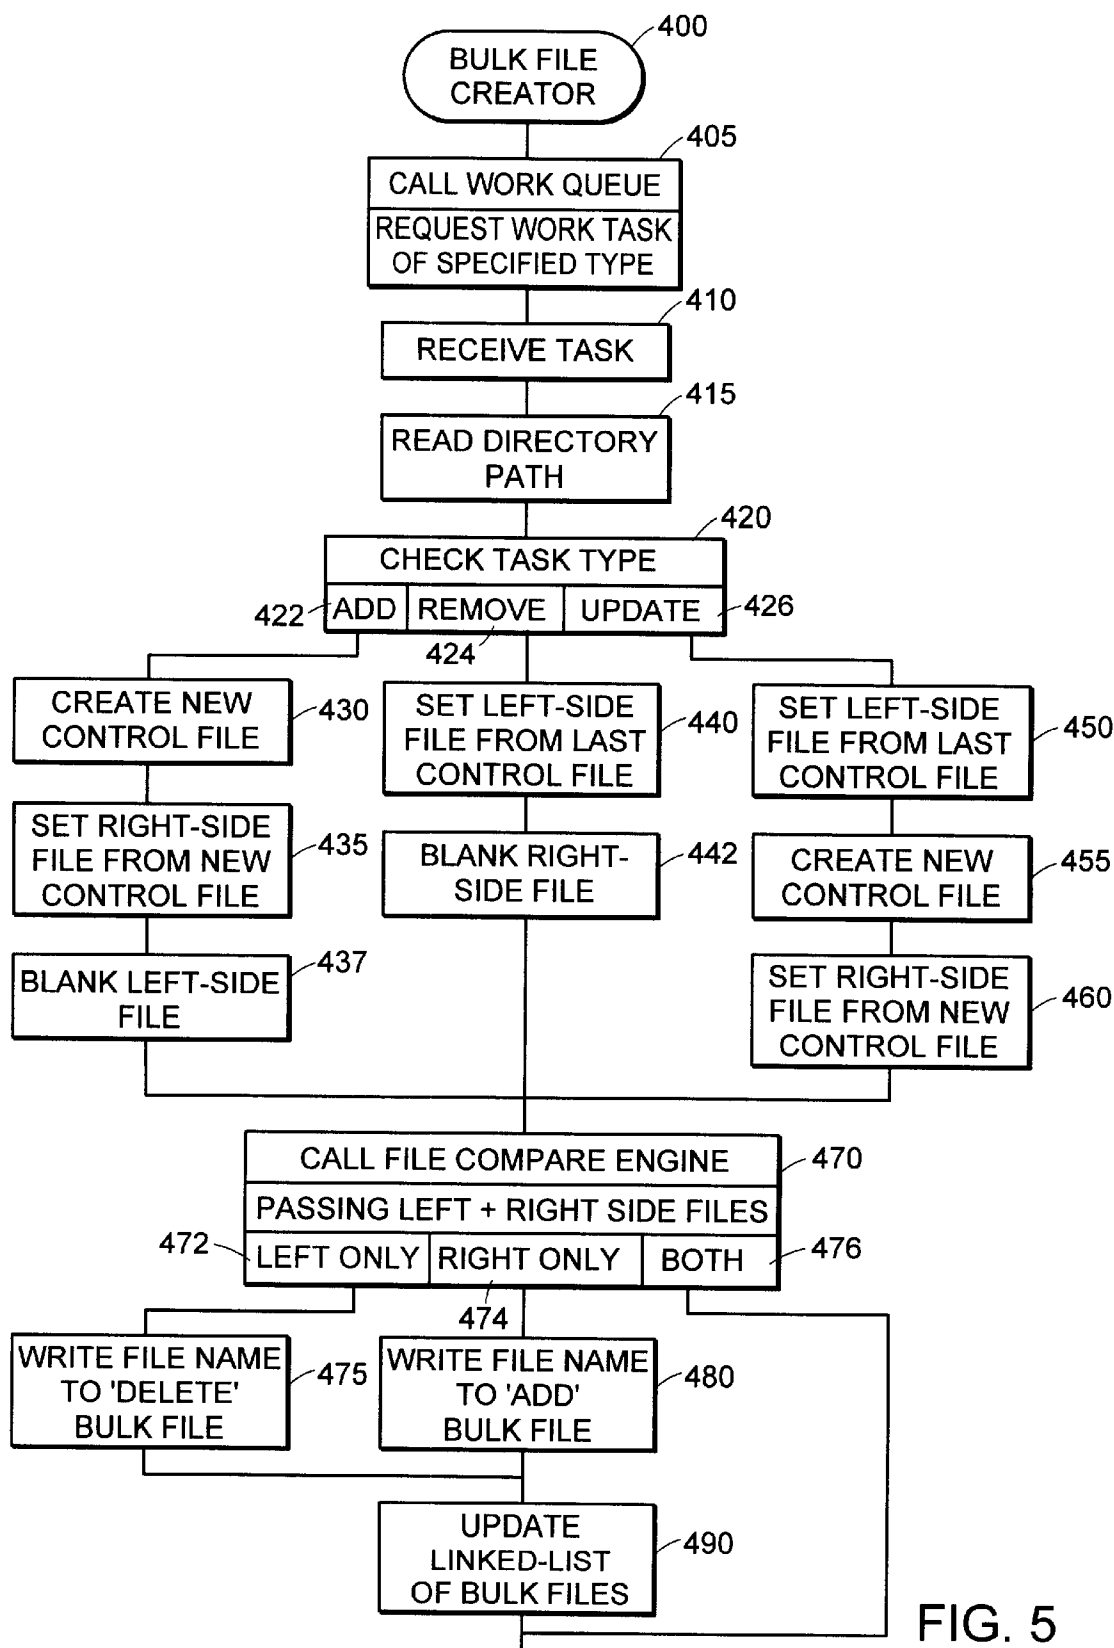 400
BULK FILE
CREATOR
405
CALL WORK QUEUE
REQUEST WORK TASK
OF SPECIFIED TYPE
410
RECEIVE TASK
415
READ DIRECTORY
PATH
420
CHECK TASK TYPE
422
ADD
REMOVE
UPDATE
426
424
CREATE NEW
CONTROL FILE
430
SET LEFT-SIDE
FILE FROM LAST
CONTROL FILE
440
SET LEFT-SIDE
FILE FROM LAST
CONTROL FILE
450
SET RIGHT-SIDE
FILE FROM NEW
CONTROL FILE
435
BLANK RIGHT-
SIDE FILE
442
CREATE NEW
CONTROL FILE
455
BLANK LEFT-SIDE
FILE
437
SET RIGHT-SIDE
FILE FROM NEW
CONTROL FILE
460
CALL FILE COMPARE ENGINE
470
PASSING LEFT + RIGHT SIDE FILES
472
LEFT ONLY
RIGHT ONLY
BOTH
476
474
WRITE FILE NAME
TO 'DELETE'
BULK FILE
475
WRITE FILE NAME
TO 'ADD'
BULK FILE
480
UPDATE
LINKED-LIST
OF BULK FILES
490
FIG. 5